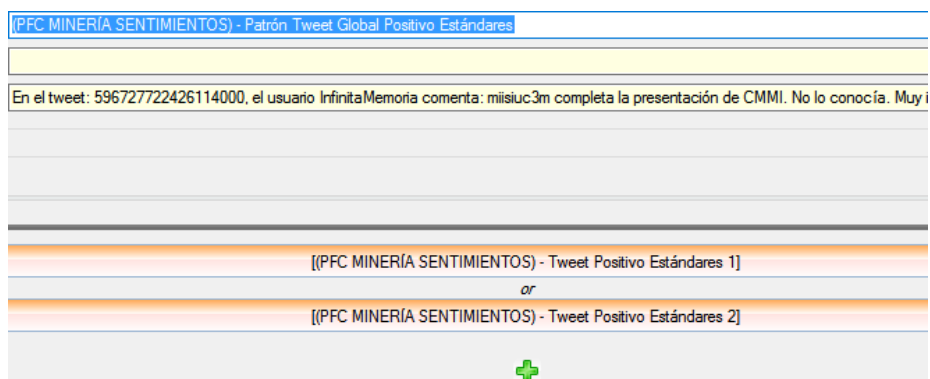 (PFC MINERÍA SENTIMIENTOS) - Patrón Tweet Global Positivo Estándares
En el tweet: 596727722426114000, el usuario InfinitaMemoria comenta: miisiuc3m completa la presentación de CMMI. No lo conocía. Muy i
[(PFC MINERÍA SENTIMIENTOS) - Tweet Positivo Estándares 1]
or
[(PFC MINERÍA SENTIMIENTOS) - Tweet Positivo Estándares 2]